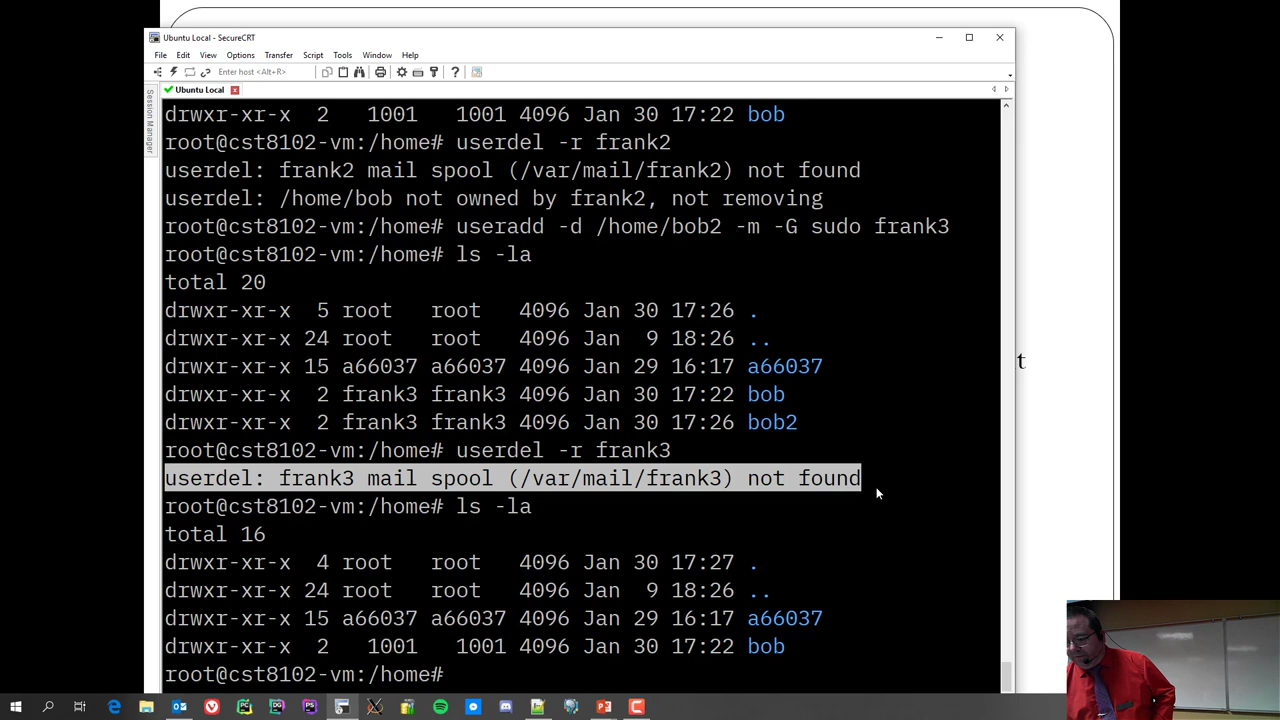 Ubuntu Local - SecureCRT
File Edit View Options Transfer Script Tools Window Help
Enter host <Alt+R>
Session Manager
Ubuntu Local
drwxr-xr-x      1001    1001 4096 Jan 30 17:22 bob
root@cst8102-vm:/home# userdel -r frank2
userdel: frank2 mail spool (/var/mail/frank2) not found
userdel: /home/bob not owned by frank2, not removing
root@cst8102-vm:/home# useradd -d /home/bob2 -m -G sudo frank3
root@cst8102-vm:/home# ls -la
total 20
drwxr-xr-x  5 root   root   4096 Jan 30 17:26 .
drwxr-xr-x 24 root   root   4096 Jan  9 18:26 ..
drwxr-xr-x 15 a66037 a66037 4096 Jan 29 16:17 a66037
drwxr-xr-x  2 frank3 frank3 4096 Jan 30 17:22 bob
drwxr-xr-x  2 frank3 frank3 4096 Jan 30 17:26 bob2
root@cst8102-vm:/home# userdel -r frank3
userdel: frank3 mail spool (/var/mail/frank3) not found
root@cst8102-vm:/home# ls -la
total 16
drwxr-xr-x  4 root   root   4096 Jan 30 17:27 .
drwxr-xr-x 24 root   root   4096 Jan  9 18:26 ..
drwxr-xr-x 15 a66037 a66037 4096 Jan 29 16:17 a66037
drwxr-xr-x  2   1001   1001 4096 Jan 30 17:22 bob
root@cst8102-vm:/home#
t